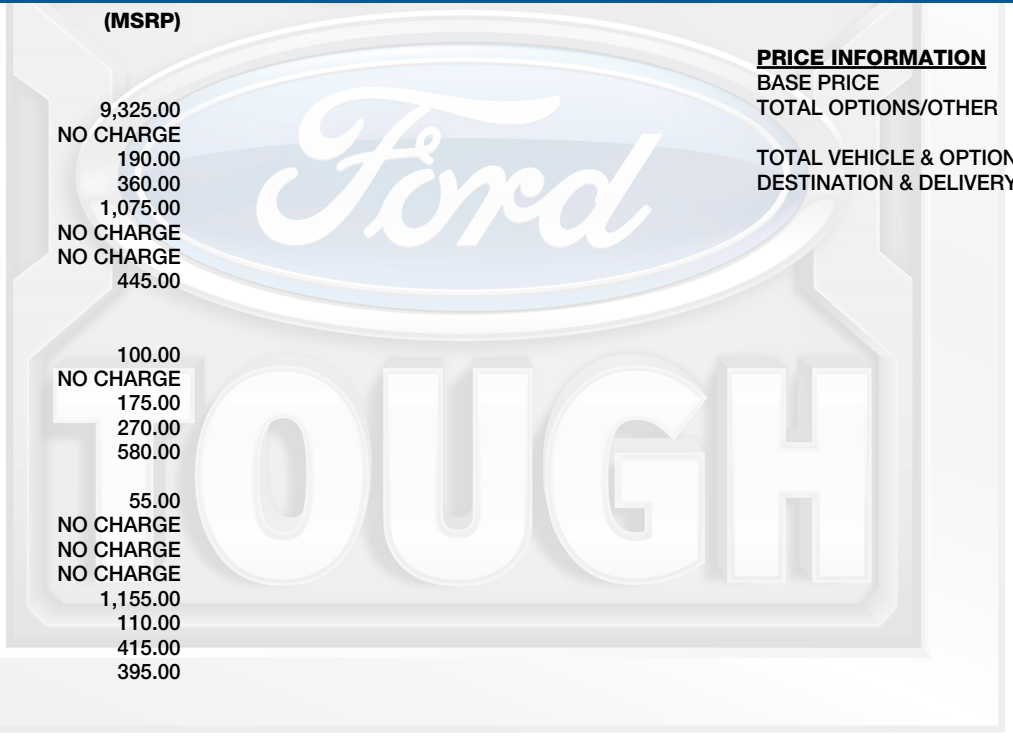 (MSRP)
9,325.00
NO CHARGE
190.00
360.00
1,075.00
NO CHARGE
NO CHARGE
445.00
100.00
NO CHARGE
175.00
270.00
580.00
55.00
NO CHARGE
NO CHARGE
NO CHARGE
1,155.00
110.00
415.00
395.00
PRICE INFORMATION
BASE PRICE
TOTAL OPTIONS/OTHER
TOTAL VEHICLE & OPTION
DESTINATION & DELIVERY
Ford
TOUGH